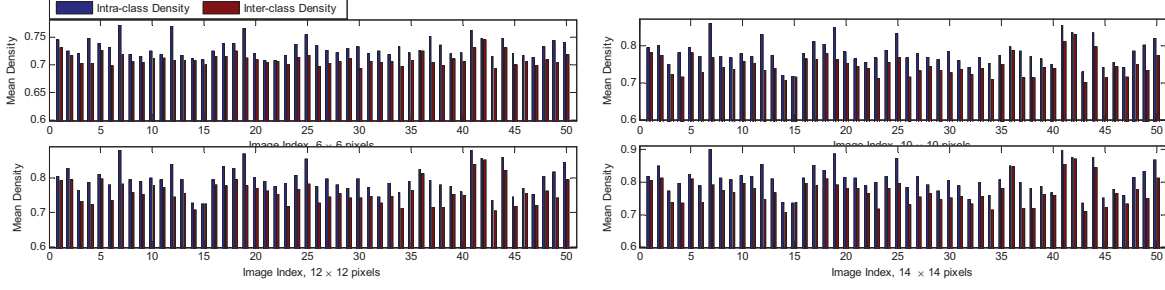 Intra-class Density
Inter-class Density
Mean Density
0.75
0.7
0.65
0.6
0 5 10 15 20 25 30 35 40 45 50
Image Index, 6 × 6 pixels
Mean Density
0.8
0.7
0.6
0 5 10 15 20 25 30 35 40 45 50
Image Index, 10 × 10 pixels
Mean Density
0.8
0.7
0.6
0 5 10 15 20 25 30 35 40 45 50
Image Index, 12 × 12 pixels
Mean Density
0.9
0.8
0.7
0.6
0 5 10 15 20 25 30 35 40 45 50
Image Index, 14 × 14 pixels